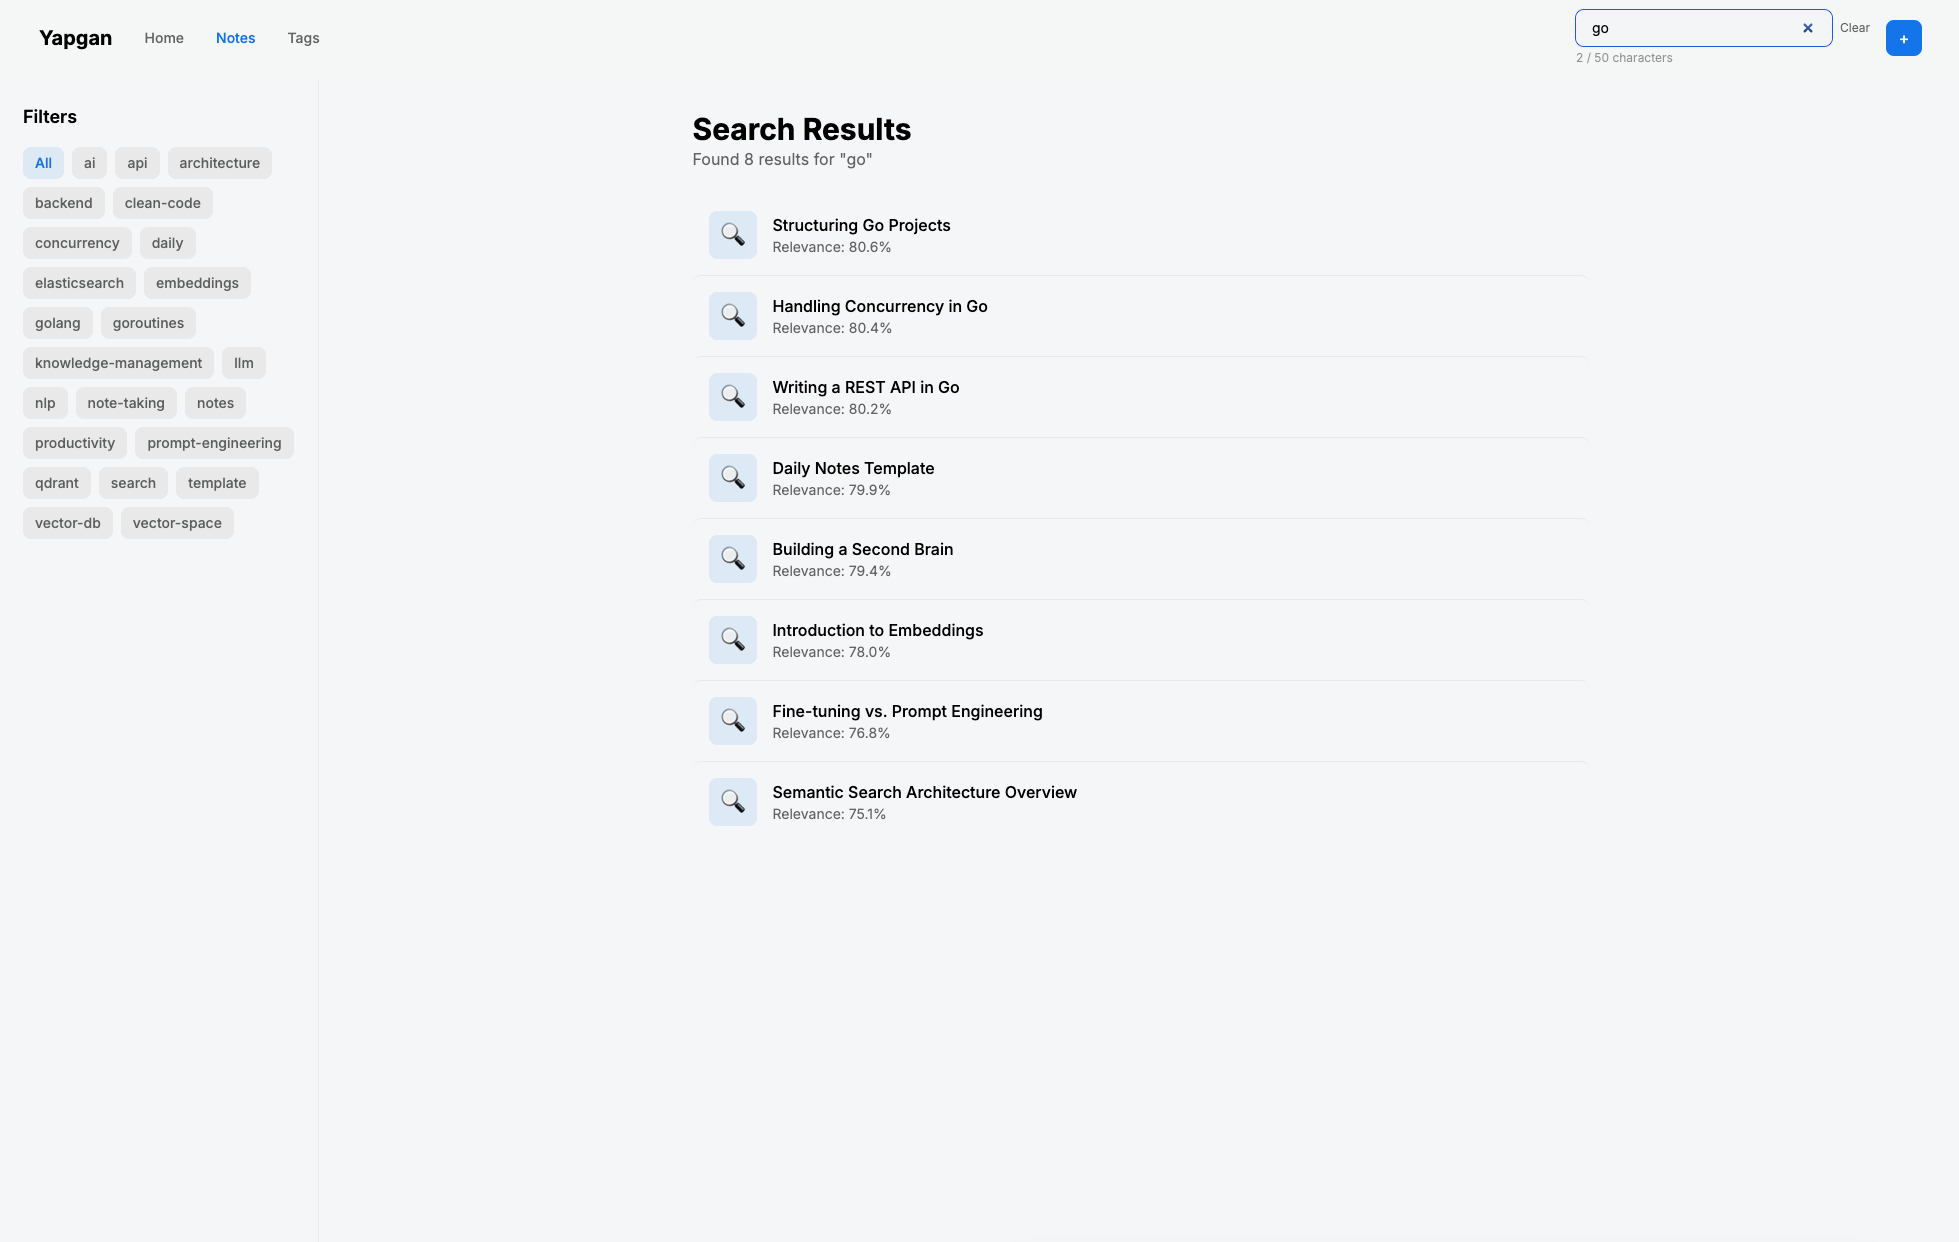 Yapgan Home Notes Tags go Clear +
2 / 50 characters
Filters
All ai api architecture
backend clean-code
concurrency daily
elasticsearch embeddings
golang goroutines
knowledge-management llm
nlp note-taking notes
productivity prompt-engineering
qdrant search template
vector-db vector-space
Search Results
Found 8 results for "go"
Structuring Go Projects
Relevance: 80.6%
Handling Concurrency in Go
Relevance: 80.4%
Writing a REST API in Go
Relevance: 80.2%
Daily Notes Template
Relevance: 79.9%
Building a Second Brain
Relevance: 79.4%
Introduction to Embeddings
Relevance: 78.0%
Fine-tuning vs. Prompt Engineering
Relevance: 76.8%
Semantic Search Architecture Overview
Relevance: 75.1%